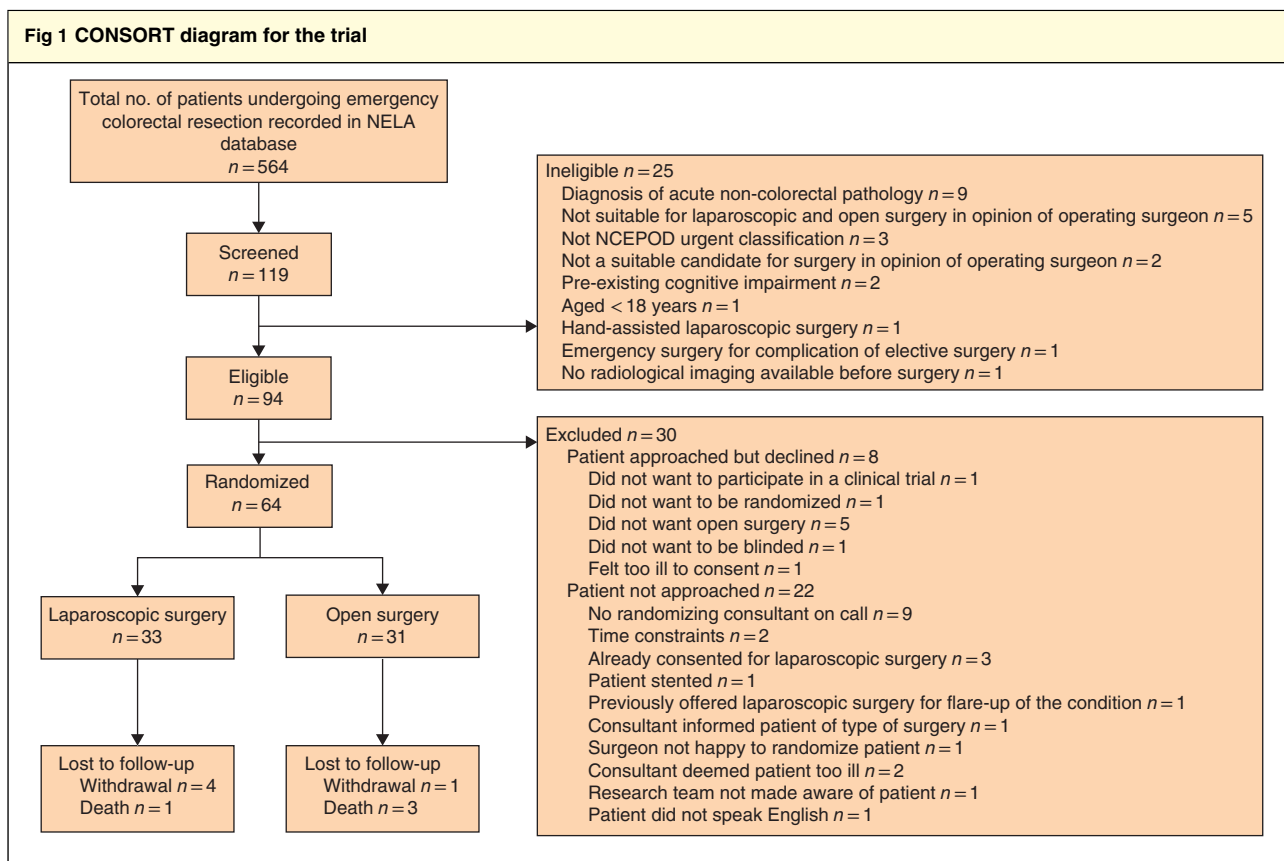 Fig 1 CONSORT diagram for the trial
Total no. of patients undergoing emergency
colorectal resection recorded in NELA
database
n = 564
Screened
n = 119
Ineligible n = 25
Diagnosis of acute non-colorectal pathology n = 9
Not suitable for laparoscopic and open surgery in opinion of operating surgeon n = 5
Not NCEPOD urgent classification n = 3
Not a suitable candidate for surgery in opinion of operating surgeon n = 2
Pre-existing cognitive impairment n = 2
Aged < 18 years n = 1
Hand-assisted laparoscopic surgery n = 1
Emergency surgery for complication of elective surgery n = 1
No radiological imaging available before surgery n = 1
Eligible
n = 94
Excluded n = 30
Patient approached but declined n = 8
Did not want to participate in a clinical trial n = 1
Did not want to be randomized n = 1
Did not want open surgery n = 5
Did not want to be blinded n = 1
Felt too ill to consent n = 1
Patient not approached n = 22
No randomizing consultant on call n = 9
Time constraints n = 2
Already consented for laparoscopic surgery n = 3
Patient stented n = 1
Previously offered laparoscopic surgery for flare-up of the condition n = 1
Consultant informed patient of type of surgery n = 1
Surgeon not happy to randomize patient n = 1
Consultant deemed patient too ill n = 2
Research team not made aware of patient n = 1
Patient did not speak English n = 1
Randomized
n = 64
Laparoscopic surgery
n = 33
Open surgery
n = 31
Lost to follow-up
Withdrawal n = 4
Death n = 1
Lost to follow-up
Withdrawal n = 1
Death n = 3